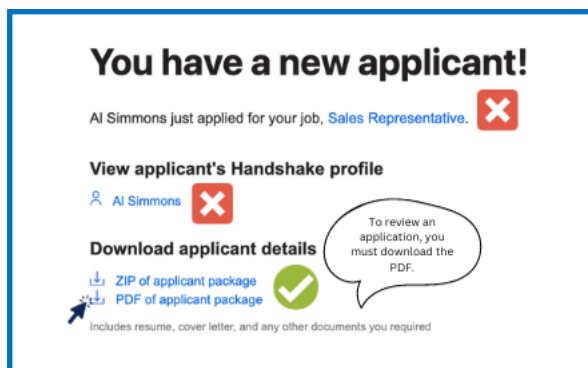 You have a new applicant!
Al Simmons just applied for your job, Sales Representative.
View applicant's Handshake profile
Al Simmons
To review an
application, you
must download the
PDF.
Download applicant details
ZIP of applicant package
PDF of applicant package
Includes resume, cover letter, and any other documents you required